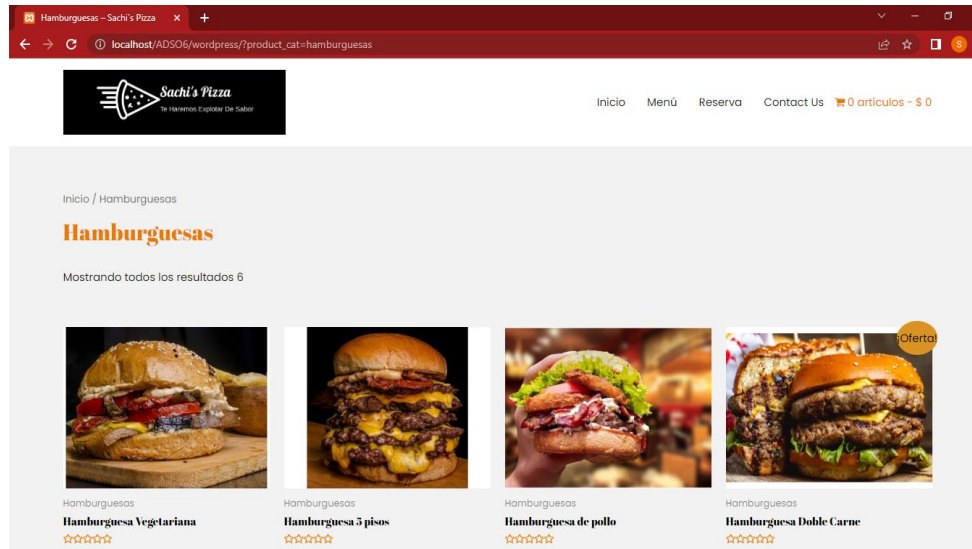 Hamburguesas – Sachi's Pizza
localhost/ADSO6/wordpress/?product_cat=hamburguesas
S
Sachi's Pizza
Te Haremos Explotar De Sabor
Inicio Menú Reserva Contact Us 0 artículos - $ 0
Inicio / Hamburguesas
Hamburguesas
Mostrando todos los resultados 6
¡Oferta!
Hamburguesas Hamburguesas Hamburguesas Hamburguesas
Hamburguesa Vegetariana Hamburguesa 5 pisos Hamburguesa de pollo Hamburguesa Doble Carne